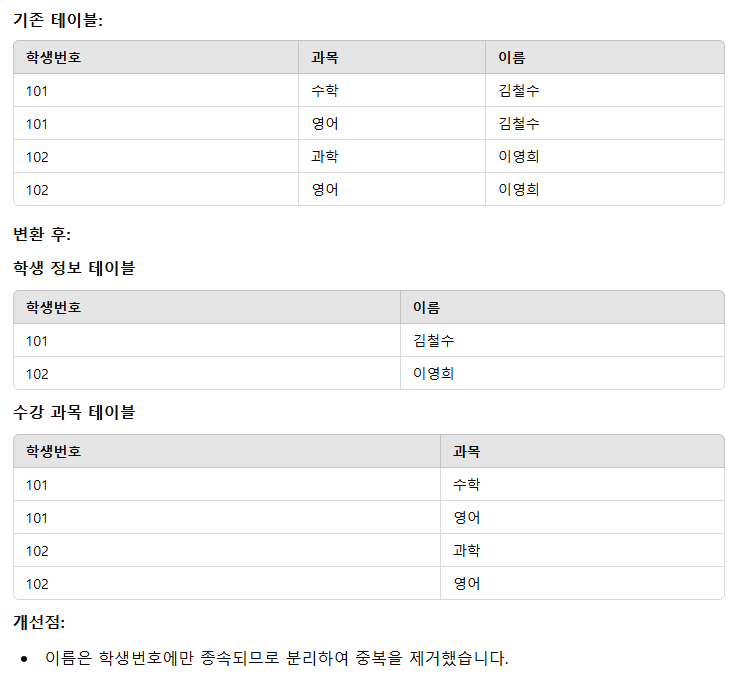 기존 테이블:
학생번호 과목 이름
101 수학 김철수
101 영어 김철수
102 과학 이영희
102 영어 이영희
변환 후:
학생 정보 테이블
학생번호 이름
101 김철수
102 이영희
수강 과목 테이블
학생번호 과목
101 수학
101 영어
102 과학
102 영어
개선점:
• 이름은 학생번호에만 종속되므로 분리하여 중복을 제거했습니다.